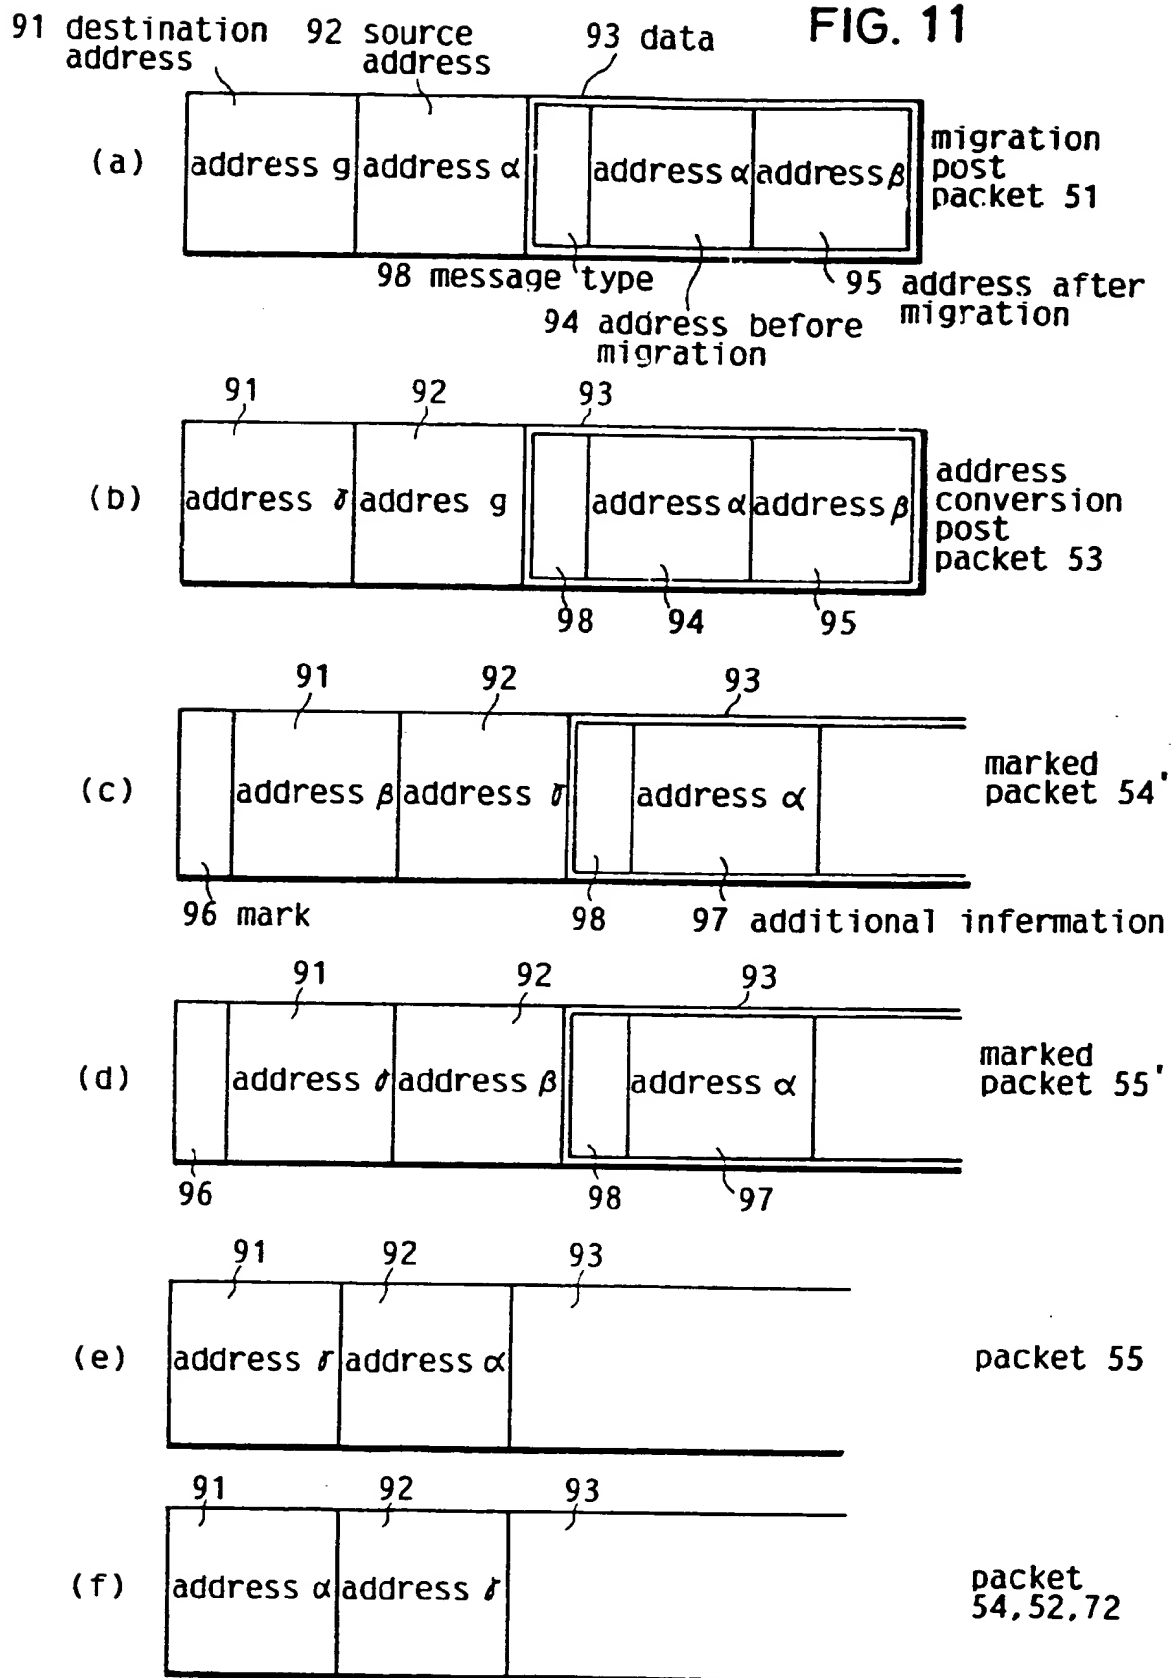 FIG. 11
91 destination address
92 source address
93 data
(a)
address g
address α
address α
address β
migration
post
packet 51
98 message type
94 address before
migration
95 address after
migration
91
92
93
(b)
address γ
addres g
address α
address β
address
conversion
post
packet 53
98
94
95
91
92
93
(c)
address β
address γ
address α
marked
packet 54'
96 mark
98
97 additional infermation
91
92
93
(d)
address γ
address β
address α
marked
packet 55'
96
98
97
91
92
93
(e)
address γ
address α
packet 55
91
92
93
(f)
address α
address γ
packet
54,52,72